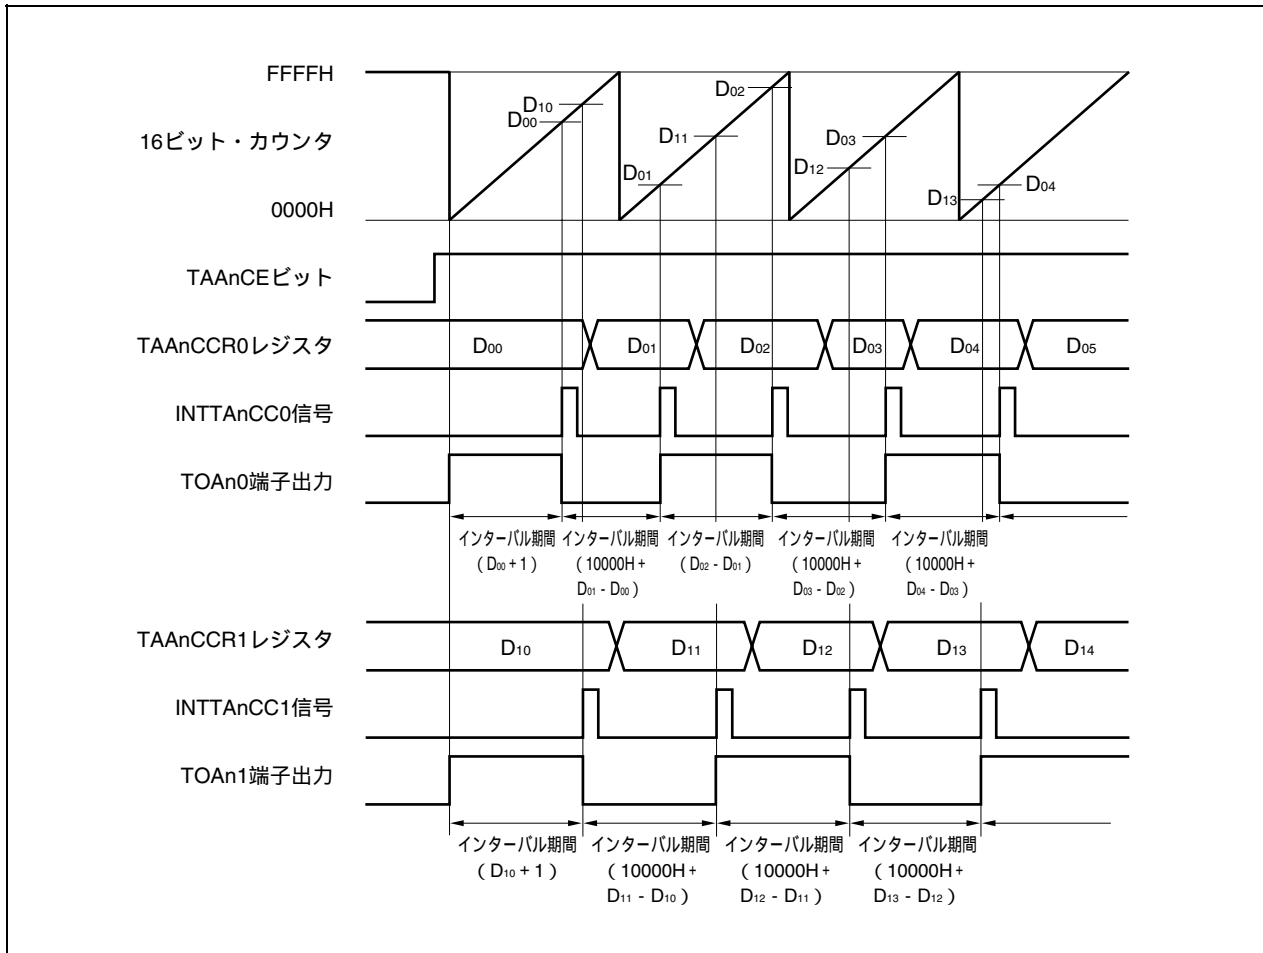 FFFFH
16ビット・カウンタ
0000H
D10
D00
D01
D11
D02
D12
D03
D13
D04
TAAnCEビット
TAAnCCR0レジスタ
D00 D01 D02 D03 D04 D05
INTTAnCC0信号
TOAn0端子出力
インターバル期間 インターバル期間 インターバル期間 インターバル期間 インターバル期間
(D00 + 1) (10000H + (D02 - D01) (10000H + (10000H +
D01 - D00) D03 - D02) D04 - D03)
TAAnCCR1レジスタ
D10 D11 D12 D13 D14
INTTAnCC1信号
TOAn1端子出力
インターバル期間 インターバル期間 インターバル期間 インターバル期間
(D10 + 1) (10000H + (10000H + (10000H +
D11 - D10) D12 - D11) D13 - D12)